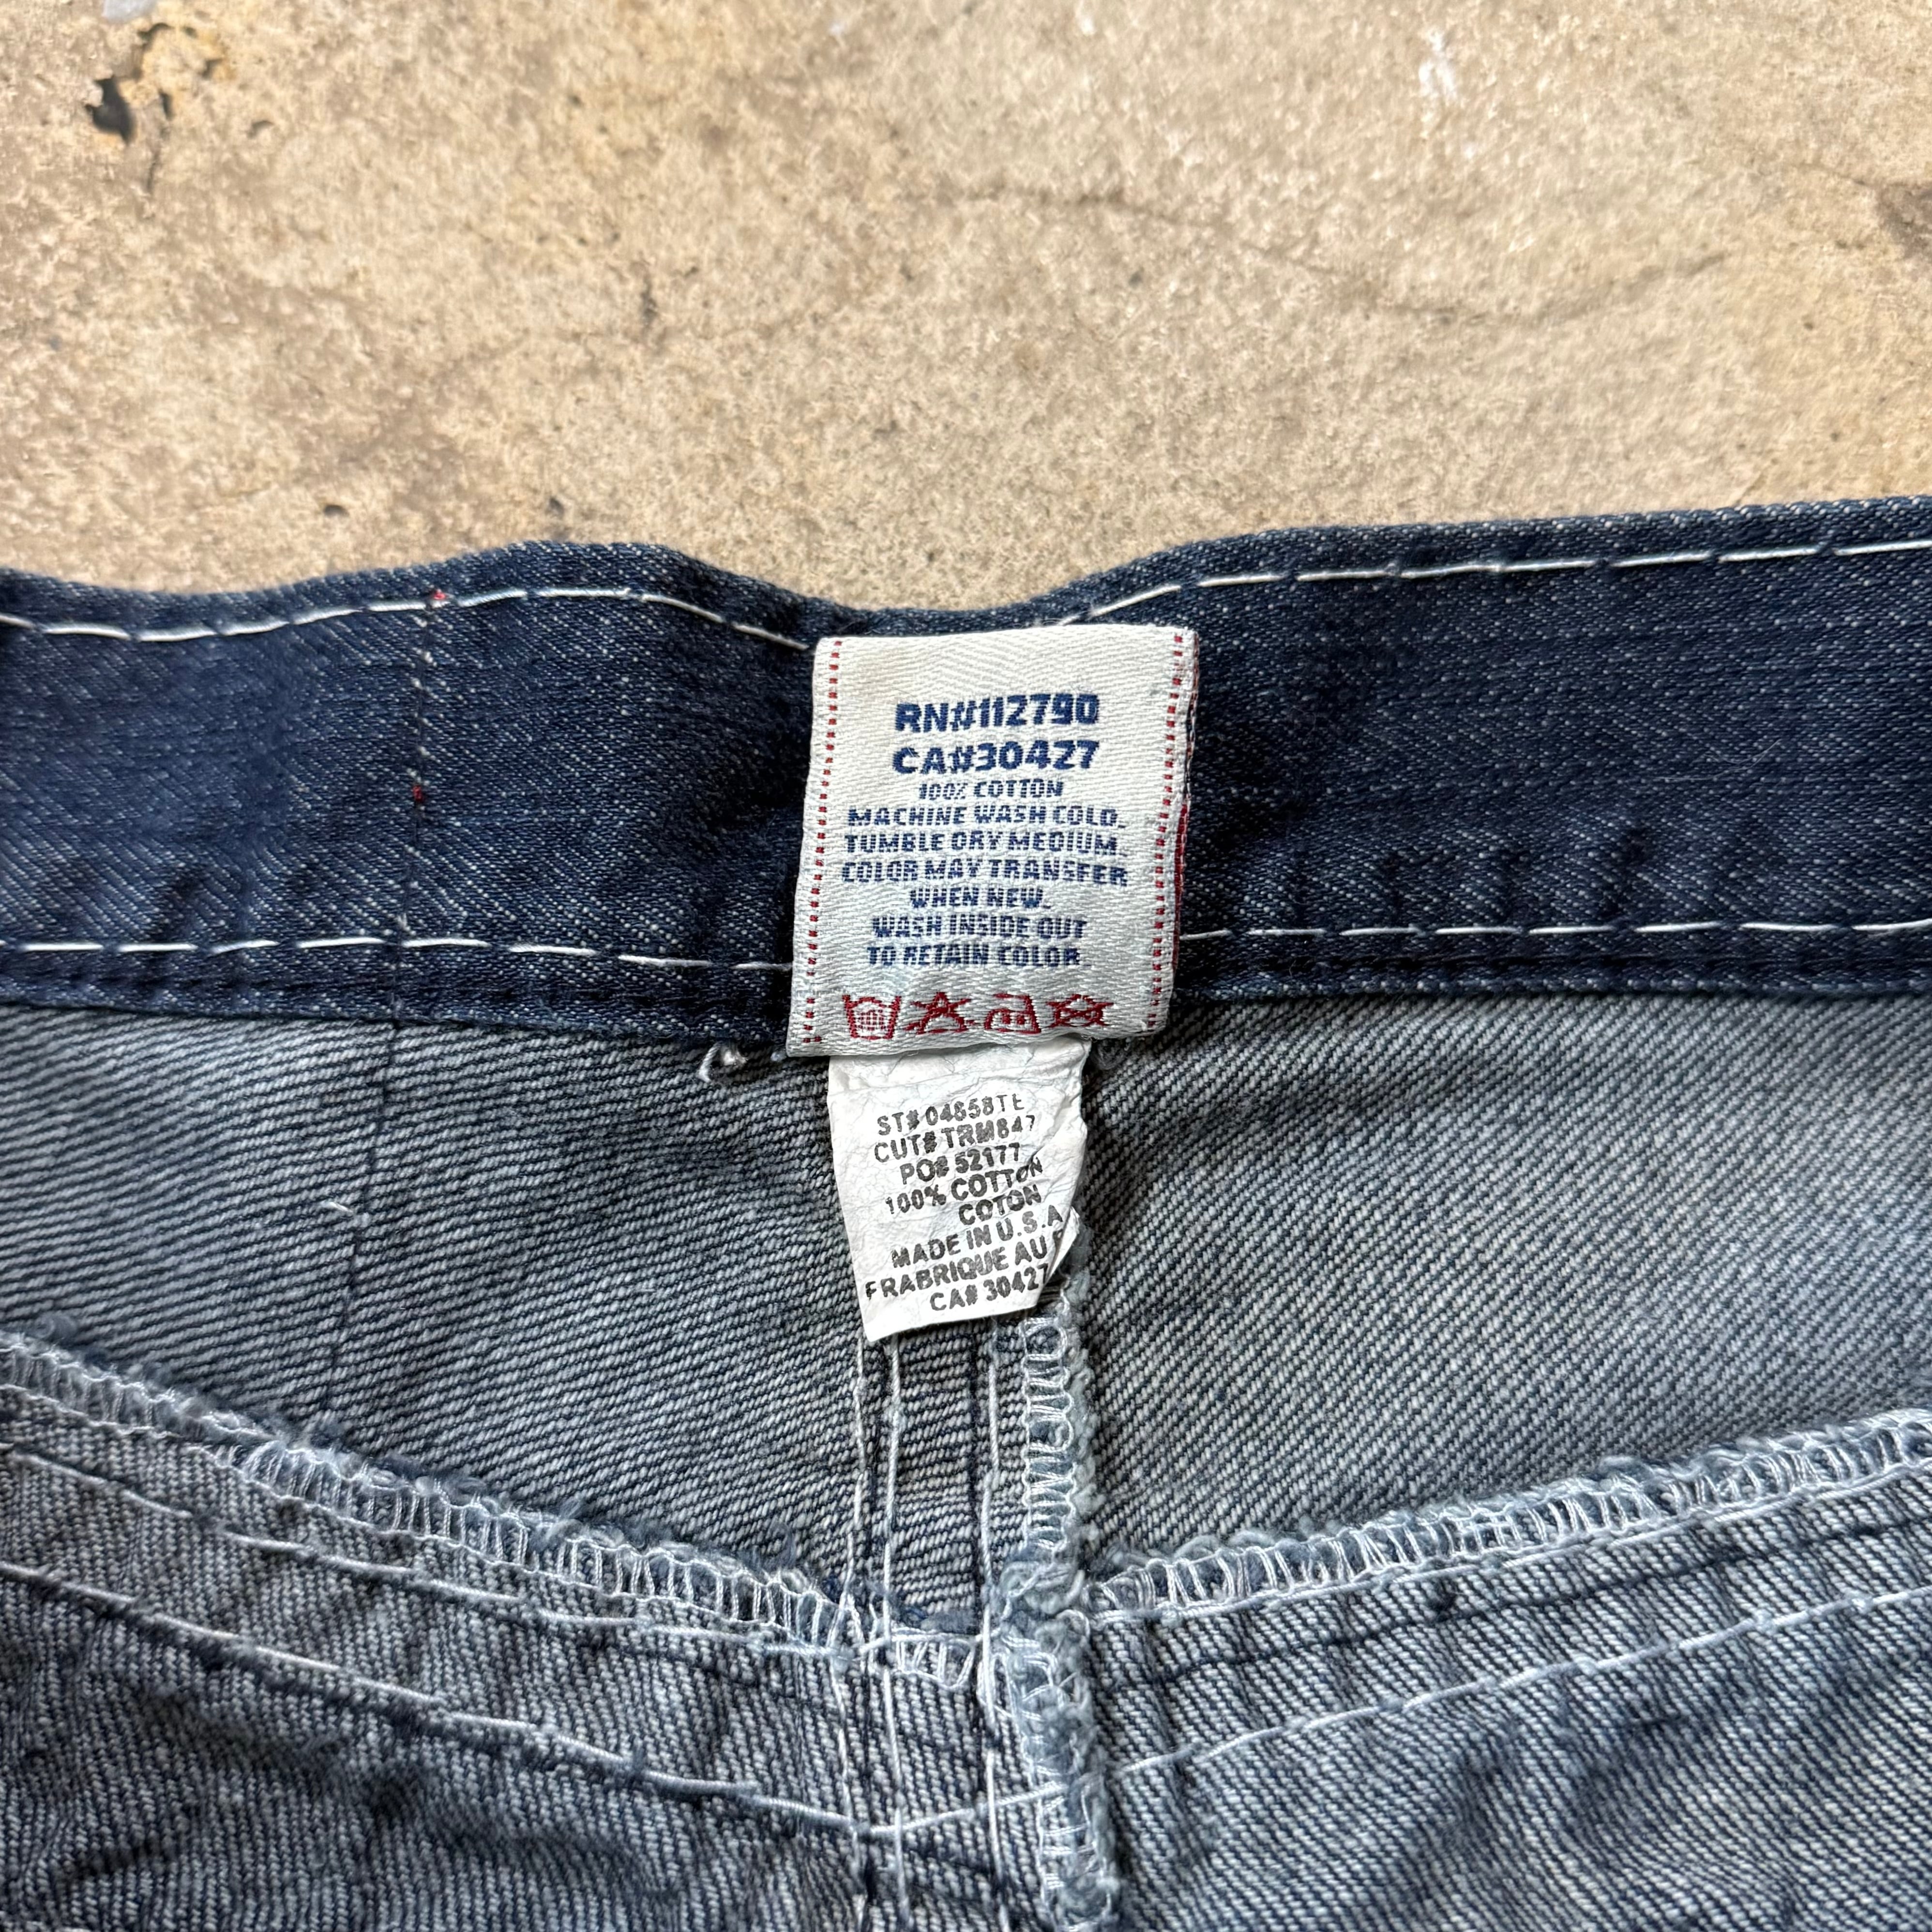 RN#112790
CA#30427
100% COTTON
MACHINE WASH COLD.
TUMBLE DRY MEDIUM.
COLOR MAY TRANSFER
WHEN NEW.
WASH INSIDE OUT
TO RETAIN COLOR
ST# 04658TE
CUT# TRM847
PO# 52177
100% COTTON
COTON
MADE IN U.S.A
FRABRIQUE AU
CA# 30427